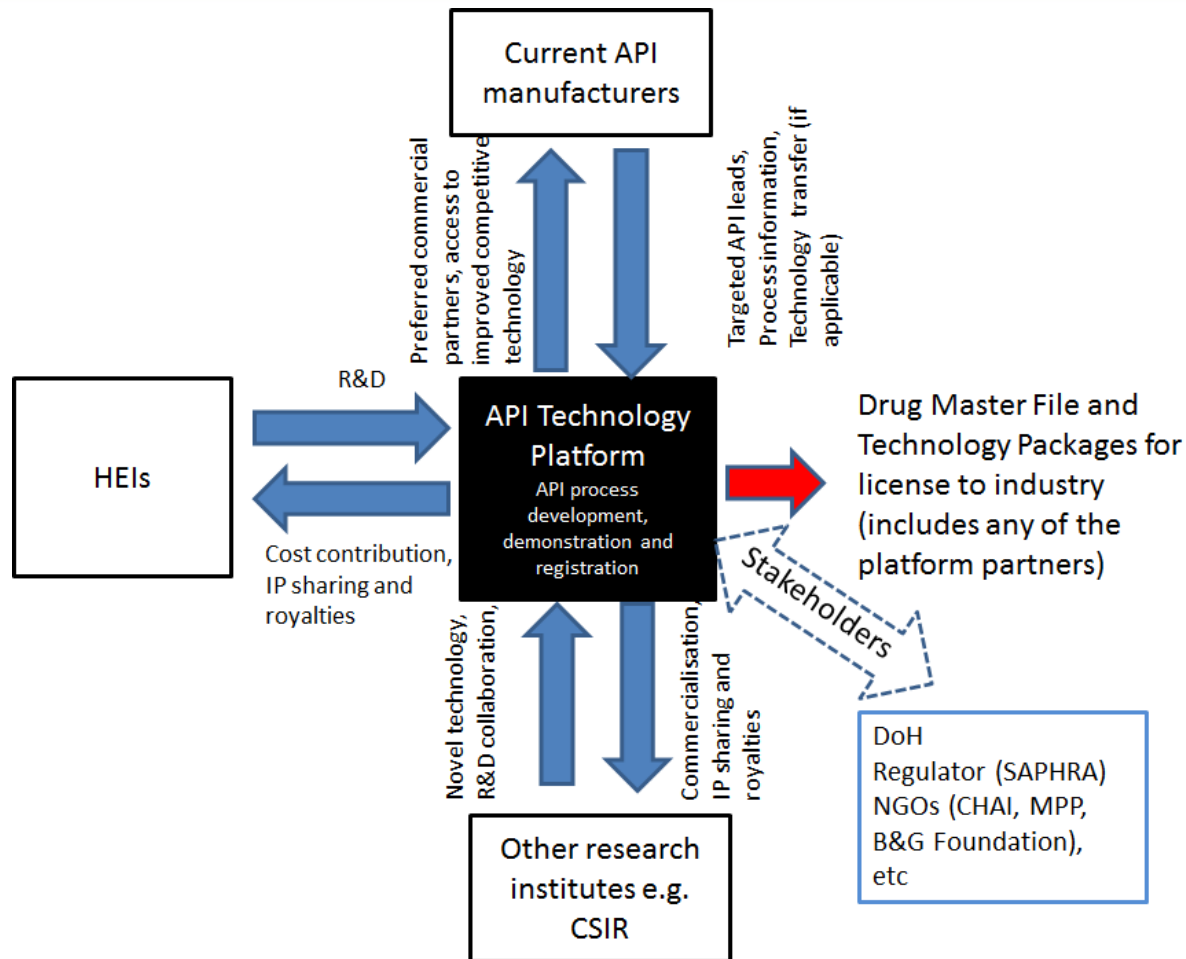 Current API
manufacturers
Preferred commercial
partners, access to
improved competitive
technology
Targeted API leads,
Process information,
Technology transfer (if
applicable)
HEIs
R&D
Cost contribution,
IP sharing and
royalties
API Technology
Platform
API process
development,
demonstration and
registration
Drug Master File and
Technology Packages for
license to industry
(includes any of the
platform partners)
Stakeholders
Novel technology,
R&D collaboration,
Commercialisation,
IP sharing and
royalties
DoH
Regulator (SAPHRA)
NGOs (CHAI, MPP,
B&G Foundation),
etc
Other research
institutes e.g.
CSIR